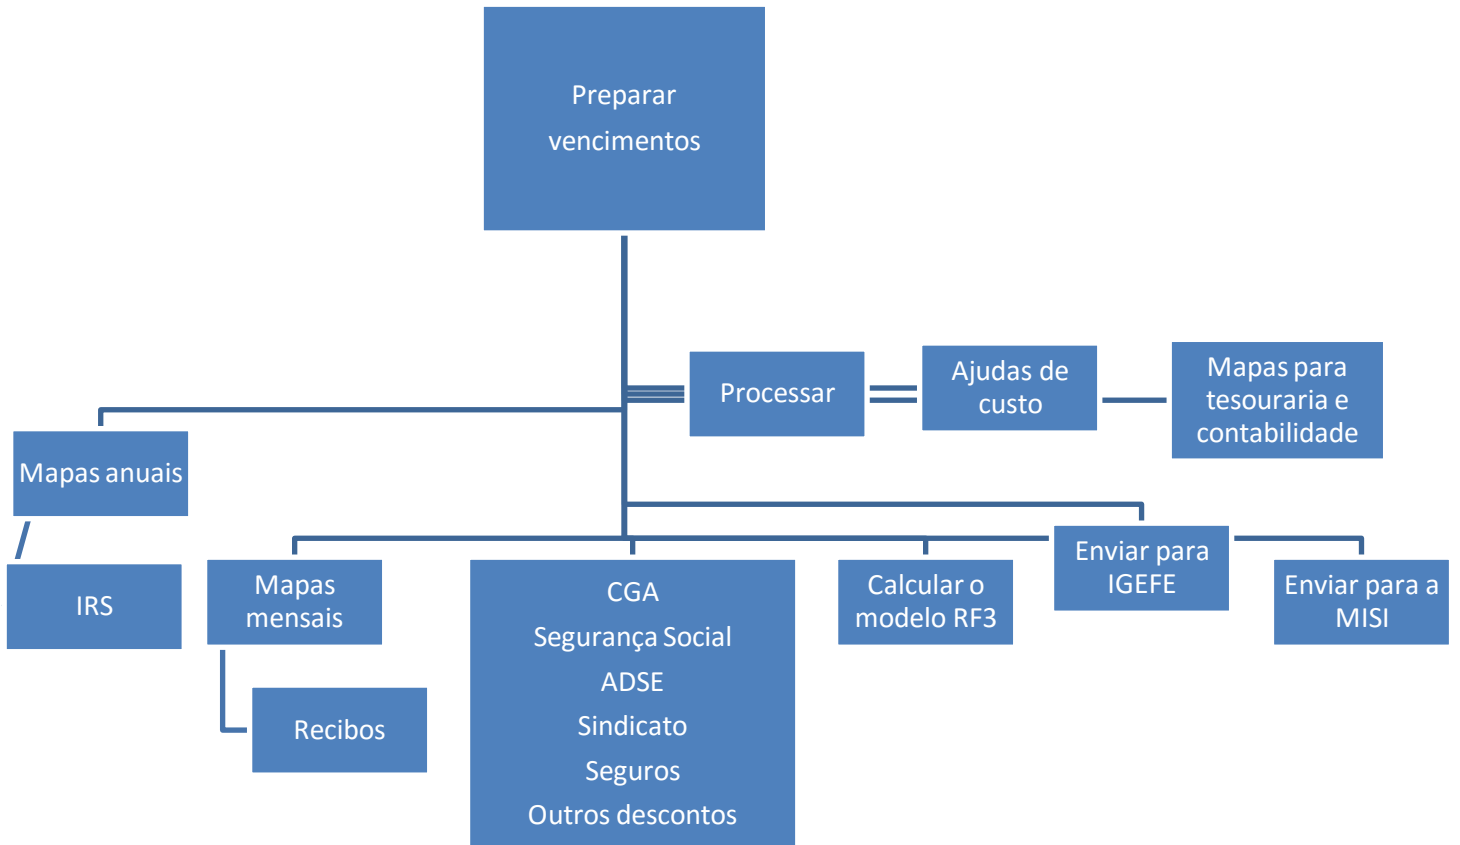 Preparar
vencimentos
Processar
Ajudas de
custo
Mapas para
tesouraria e
contabilidade
Mapas anuais
IRS
Mapas
mensais
Recibos
CGA
Segurança Social
ADSE
Sindicato
Seguros
Outros descontos
Calcular o
modelo RF3
Enviar para
IGEFE
Enviar para a
MISI